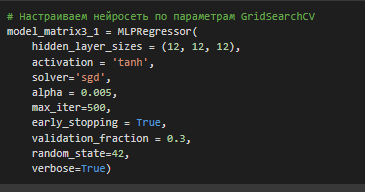 # Настраиваем нейросеть по параметрам GridSearchCV
model_matrix3_1 = MLPRegressor(
    hidden_layer_sizes = (12, 12, 12),
    activation = 'tanh',
    solver='sgd',
    alpha = 0.005,
    max_iter=500,
    early_stopping = True,
    validation_fraction = 0.3,
    random_state=42,
    verbose=True)